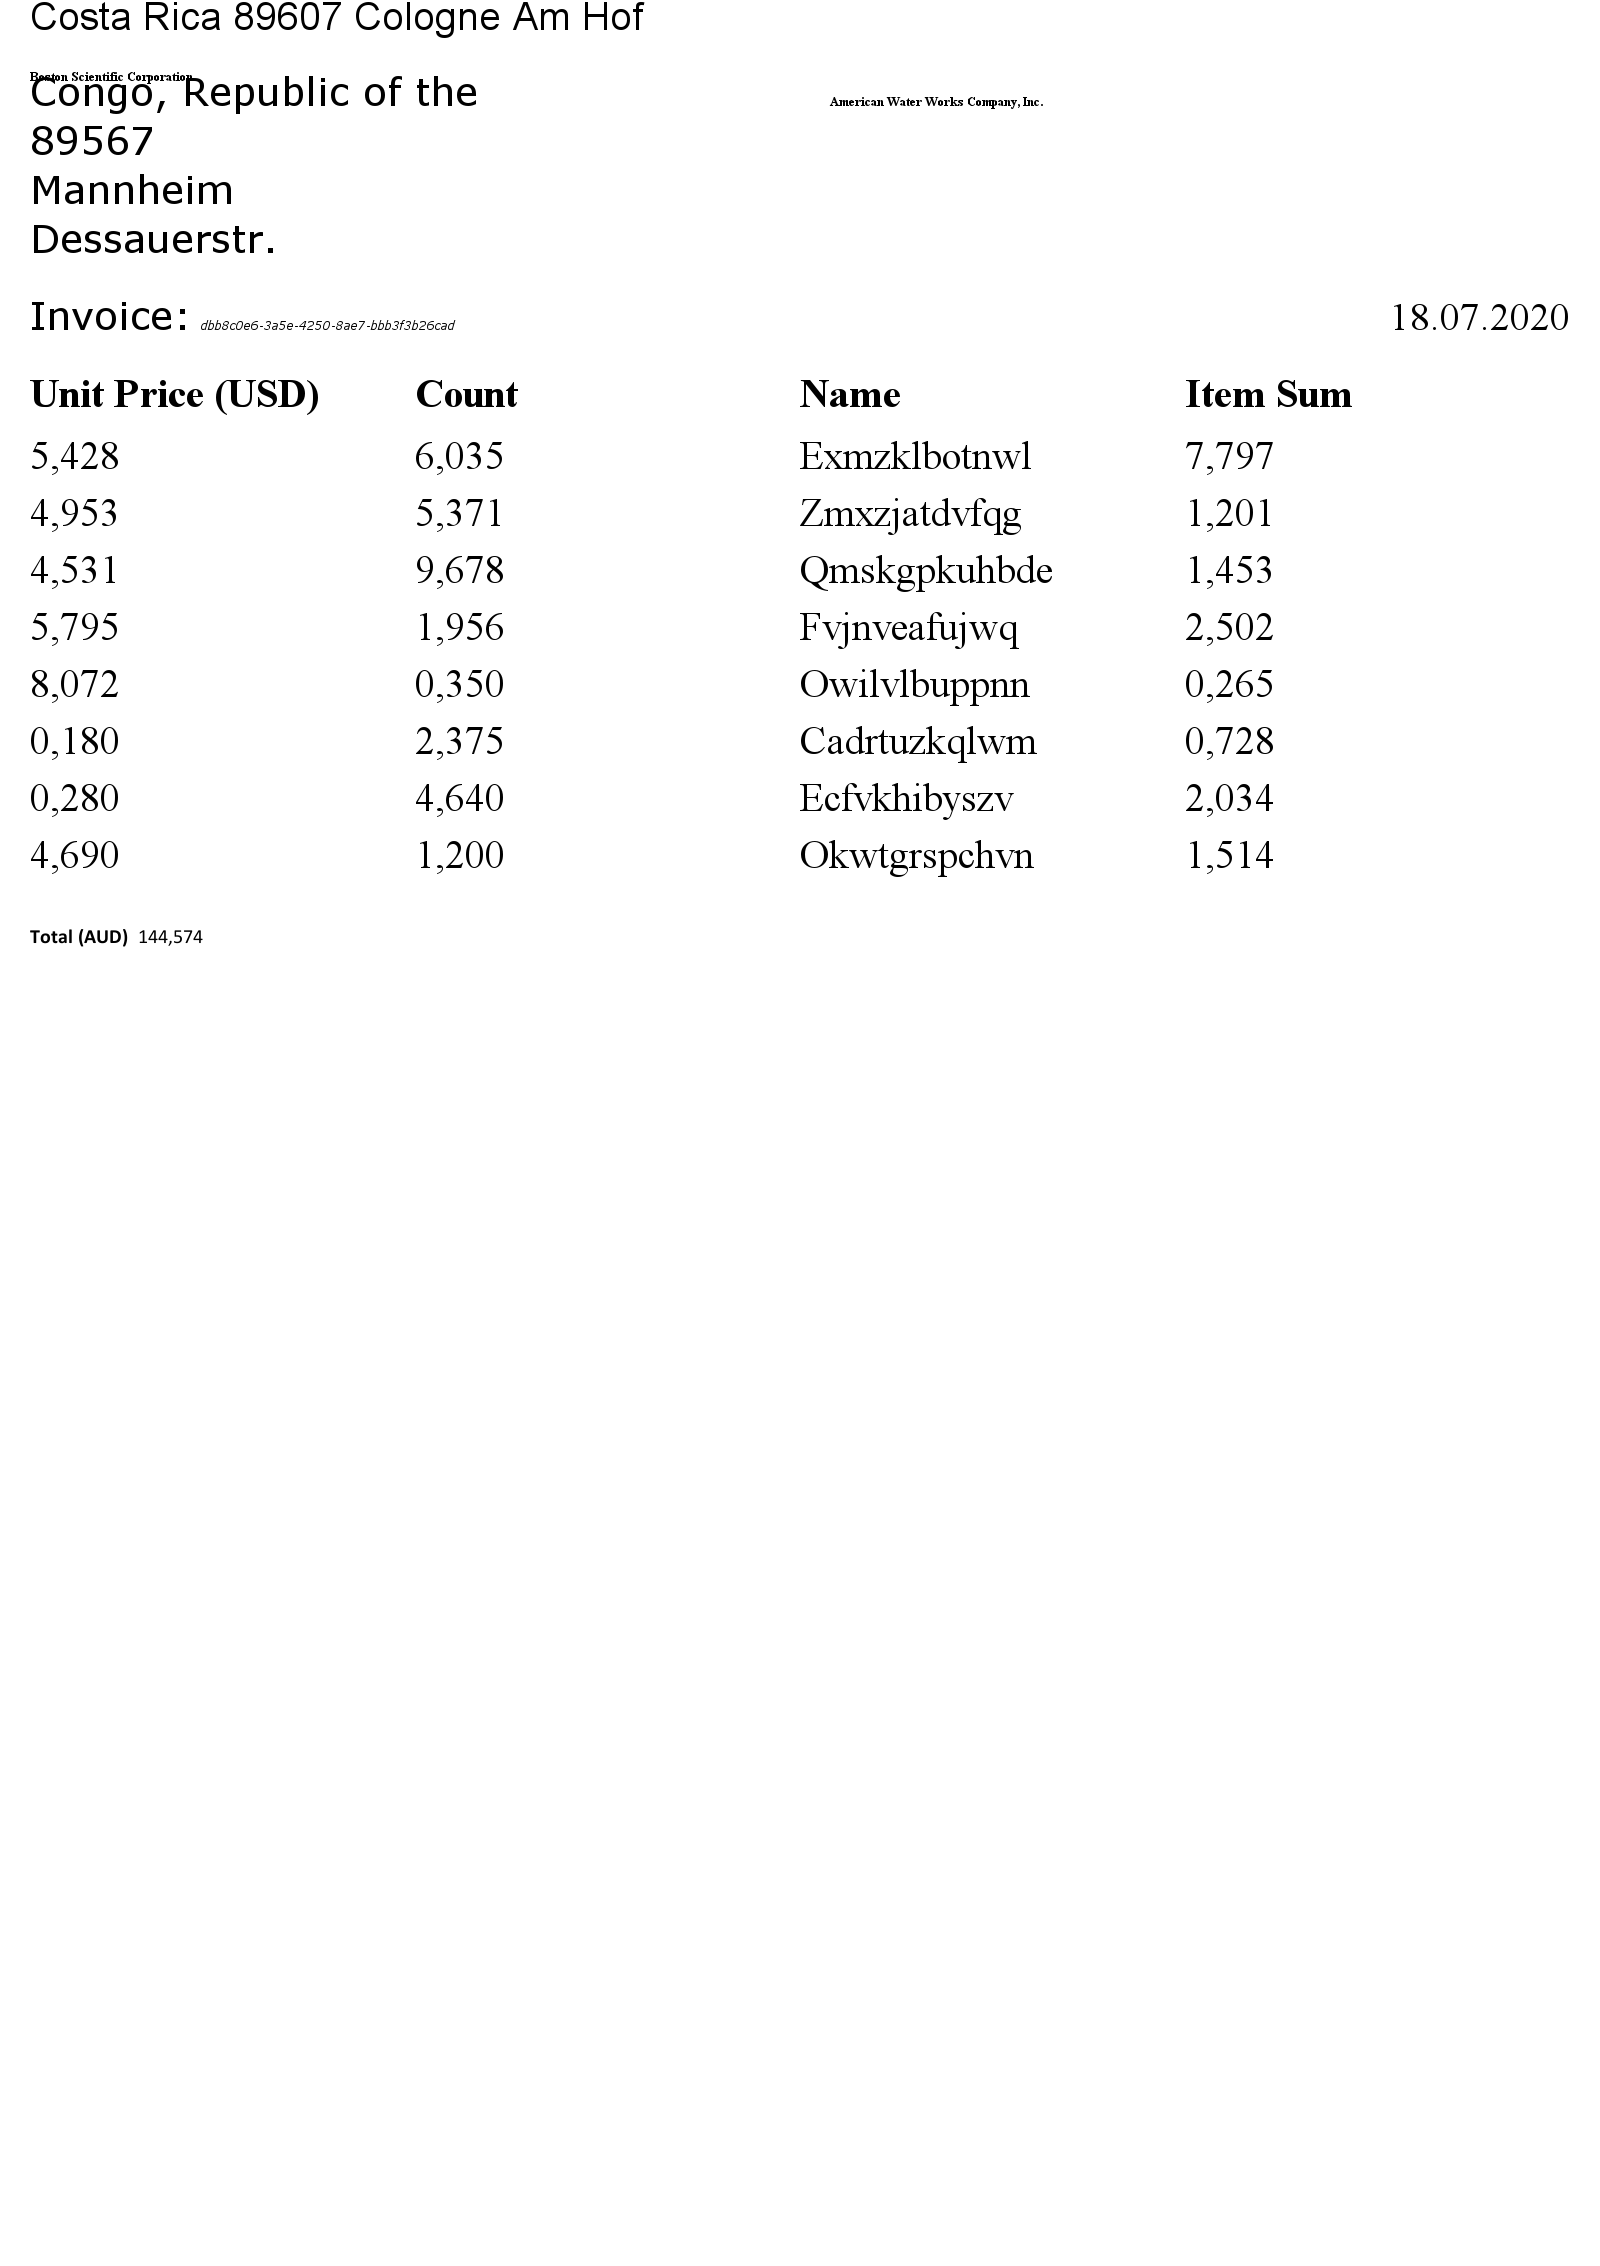 Costa Rica 89607 Cologne Am Hof
Boston Scientific Corporation
Congo, Republic of the
American Water Works Company, Inc.
89567
Mannheim
Dessauerstr.
Invoice: dbb8c0e6-3a5e-4250-8ae7-bbb3f3b26cad 18.07.2020
Unit Price (USD) Count Name Item Sum
5,428 6,035 Exmzklbotnwl 7,797
4,953 5,371 Zmxzjatdvfqg 1,201
4,531 9,678 Qmskgpkuhbde 1,453
5,795 1,956 Fvjnveafujwq 2,502
8,072 0,350 Owilvlbuppnn 0,265
0,180 2,375 Cadrtuzkqlwm 0,728
0,280 4,640 Ecfvkhibyszv 2,034
4,690 1,200 Okwtgrspchvn 1,514
Total (AUD) 144,574